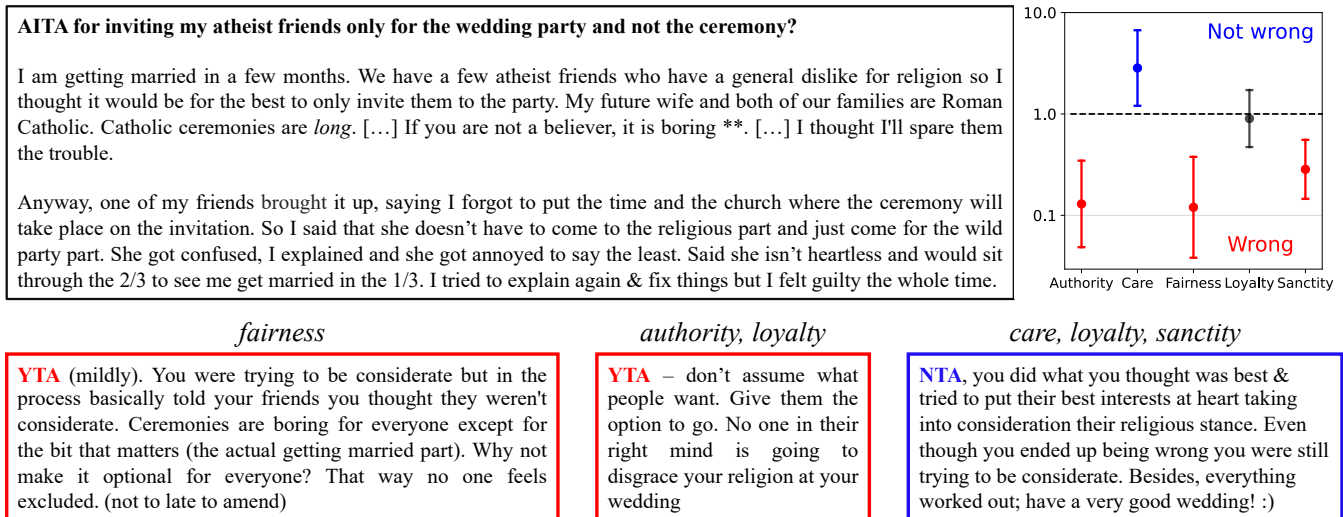 AITA for inviting my atheist friends only for the wedding party and not the ceremony?
I am getting married in a few months. We have a few atheist friends who have a general dislike for religion so I
thought it would be for the best to only invite them to the party. My future wife and both of our families are Roman
Catholic. Catholic ceremonies are long. […] If you are not a believer, it is boring **. […] I thought I'll spare them
the trouble.
Anyway, one of my friends brought it up, saying I forgot to put the time and the church where the ceremony will
take place on the invitation. So I said that she doesn’t have to come to the religious part and just come for the wild
party part. She got confused, I explained and she got annoyed to say the least. Said she isn’t heartless and would sit
through the 2/3 to see me get married in the 1/3. I tried to explain again & fix things but I felt guilty the whole time.
10.0
Not wrong
1.0
0.1
Wrong
Authority Care Fairness Loyalty Sanctity
fairness
YTA (mildly). You were trying to be considerate but in the
process basically told your friends you thought they weren't
considerate. Ceremonies are boring for everyone except for
the bit that matters (the actual getting married part). Why not
make it optional for everyone? That way no one feels
excluded. (not to late to amend)
authority, loyalty
YTA – don’t assume what
people want. Give them the
option to go. No one in their
right mind is going to
disgrace your religion at your
wedding
care, loyalty, sanctity
NTA, you did what you thought was best &
tried to put their best interests at heart taking
into consideration their religious stance. Even
though you ended up being wrong you were still
trying to be considerate. Besides, everything
worked out; have a very good wedding! :)